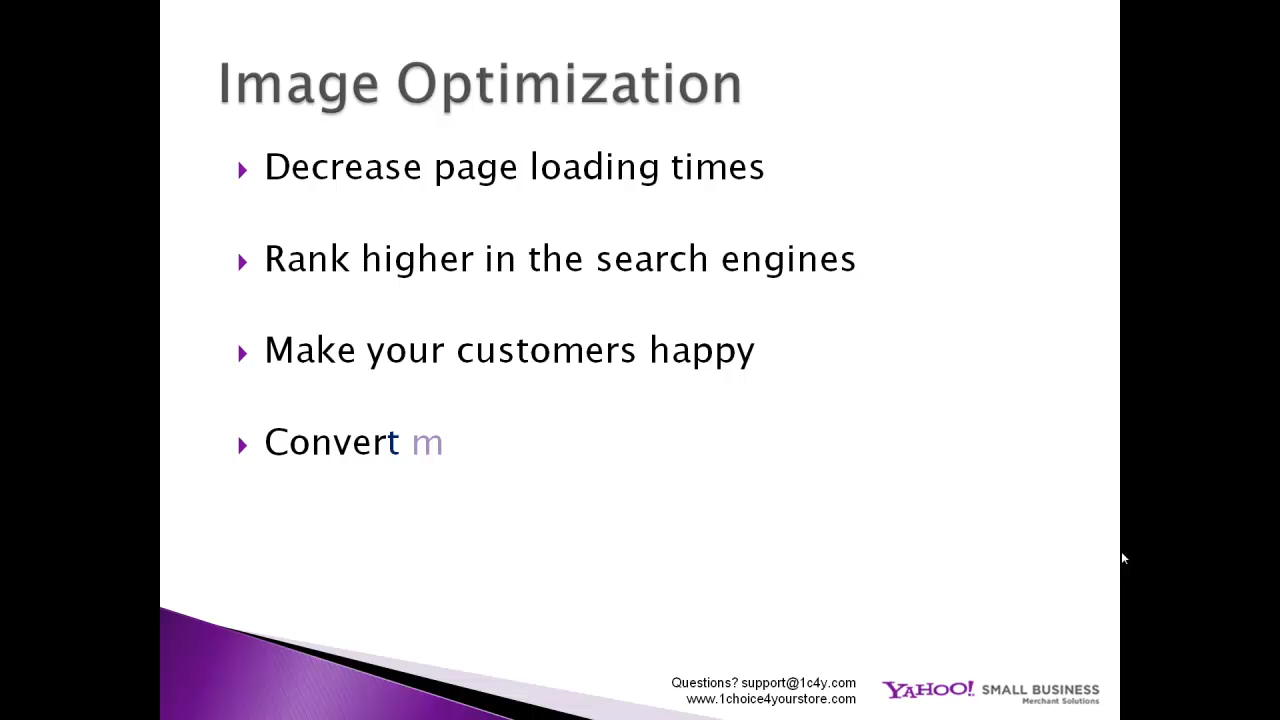 Image Optimization
Decrease page loading times
Rank higher in the search engines
Make your customers happy
Convert m
Questions? support@1c4y.com
www.1choice4yourstore.com
YAHOO! SMALL BUSINESS
Merchant Solutions